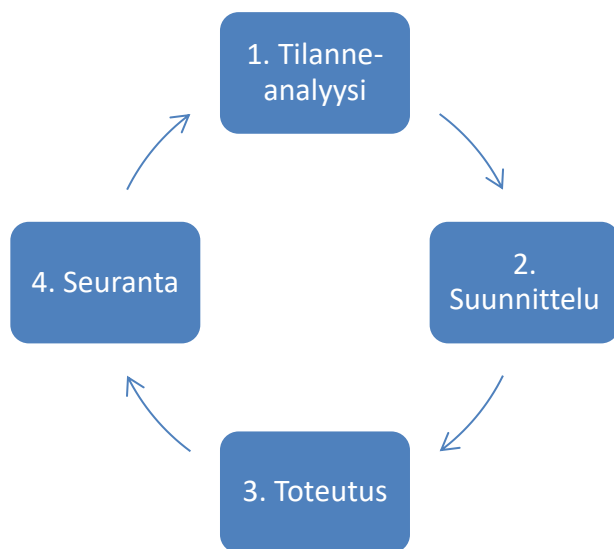 1. Tilanne-
analyysi
2.
Suunnittelu
3. Toteutus
4. Seuranta